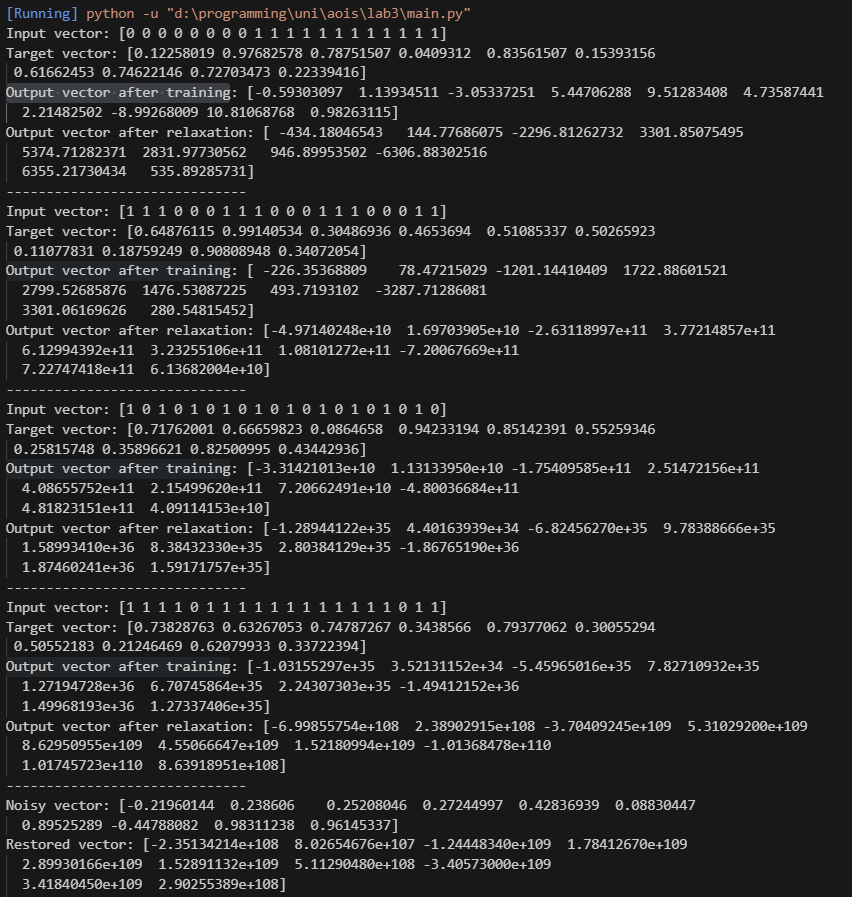 [Running] python -u "d:\programming\uni\aois\lab3\main.py"
Input vector: [0 0 0 0 0 0 0 0 1 1 1 1 1 1 1 1 1 1 1 1]
Target vector: [0.12258019 0.97682578 0.78751507 0.0409312  0.83561507 0.15393156
 0.61662453 0.74622146 0.72703473 0.22339416]
Output vector after training: [-0.59303097  1.13934511 -3.05337251  5.44706288  9.51283408  4.73587441
  2.21482502 -8.99268009 10.81068768  0.98263115]
Output vector after relaxation: [ -434.18046543   144.77686075 -2296.81262732  3301.85075495
  5374.71282371  2831.97730562   946.89953502 -6306.88302516
  6355.21730434   535.89285731]
------------------------------
Input vector: [1 1 1 0 0 0 1 1 1 0 0 0 1 1 1 0 0 0 1 1]
Target vector: [0.64876115 0.99140534 0.30486936 0.4653694  0.51085337 0.50265923
 0.11077831 0.18759249 0.90808948 0.34072054]
Output vector after training: [ -226.35368809    78.47215029 -1201.14410409  1722.88601521
  2799.52685876  1476.53087225   493.7193102  -3287.71286081
  3301.06169626   280.54815452]
Output vector after relaxation: [-4.97140248e+10  1.69703905e+10 -2.63118997e+11  3.77214857e+11
  6.12994392e+11  3.23255106e+11  1.08101272e+11 -7.20067669e+11
  7.22747418e+11  6.13682004e+10]
------------------------------
Input vector: [1 0 1 0 1 0 1 0 1 0 1 0 1 0 1 0 1 0 1 0]
Target vector: [0.71762001 0.66659823 0.0864658  0.94233194 0.85142391 0.55259346
 0.25815748 0.35896621 0.82500995 0.43442936]
Output vector after training: [-3.31421013e+10  1.13133950e+10 -1.75409585e+11  2.51472156e+11
  4.08655752e+11  2.15499620e+11  7.20662491e+10 -4.80036684e+11
  4.81823151e+11  4.09114153e+10]
Output vector after relaxation: [-1.28944122e+35  4.40163939e+34 -6.82456270e+35  9.78388666e+35
  1.58993410e+36  8.38432330e+35  2.80384129e+35 -1.86765190e+36
  1.87460241e+36  1.59171757e+35]
------------------------------
Input vector: [1 1 1 1 0 1 1 1 1 1 1 1 1 1 1 1 1 0 1 1]
Target vector: [0.73828763 0.63267053 0.74787267 0.3438566  0.79377062 0.30055294
 0.50552183 0.21246469 0.62079933 0.33722394]
Output vector after training: [-1.03155297e+35  3.52131152e+34 -5.45965016e+35  7.82710932e+35
  1.27194728e+36  6.70745864e+35  2.24307303e+35 -1.49412152e+36
  1.49968193e+36  1.27337406e+35]
Output vector after relaxation: [-6.99855754e+108  2.38902915e+108 -3.70409245e+109  5.31029200e+109
  8.62950955e+109  4.55066647e+109  1.52180994e+109 -1.01368478e+110
  1.01745723e+110  8.63918951e+108]
------------------------------
Noisy vector: [-0.21960144  0.238606    0.25208046  0.27244997  0.42836939  0.08830447
  0.89525289 -0.44788082  0.98311238  0.96145337]
Restored vector: [-2.35134214e+108  8.02654676e+107 -1.24448340e+109  1.78412670e+109
  2.89930166e+109  1.52891132e+109  5.11290480e+108 -3.40573000e+109
  3.41840450e+109  2.90255389e+108]